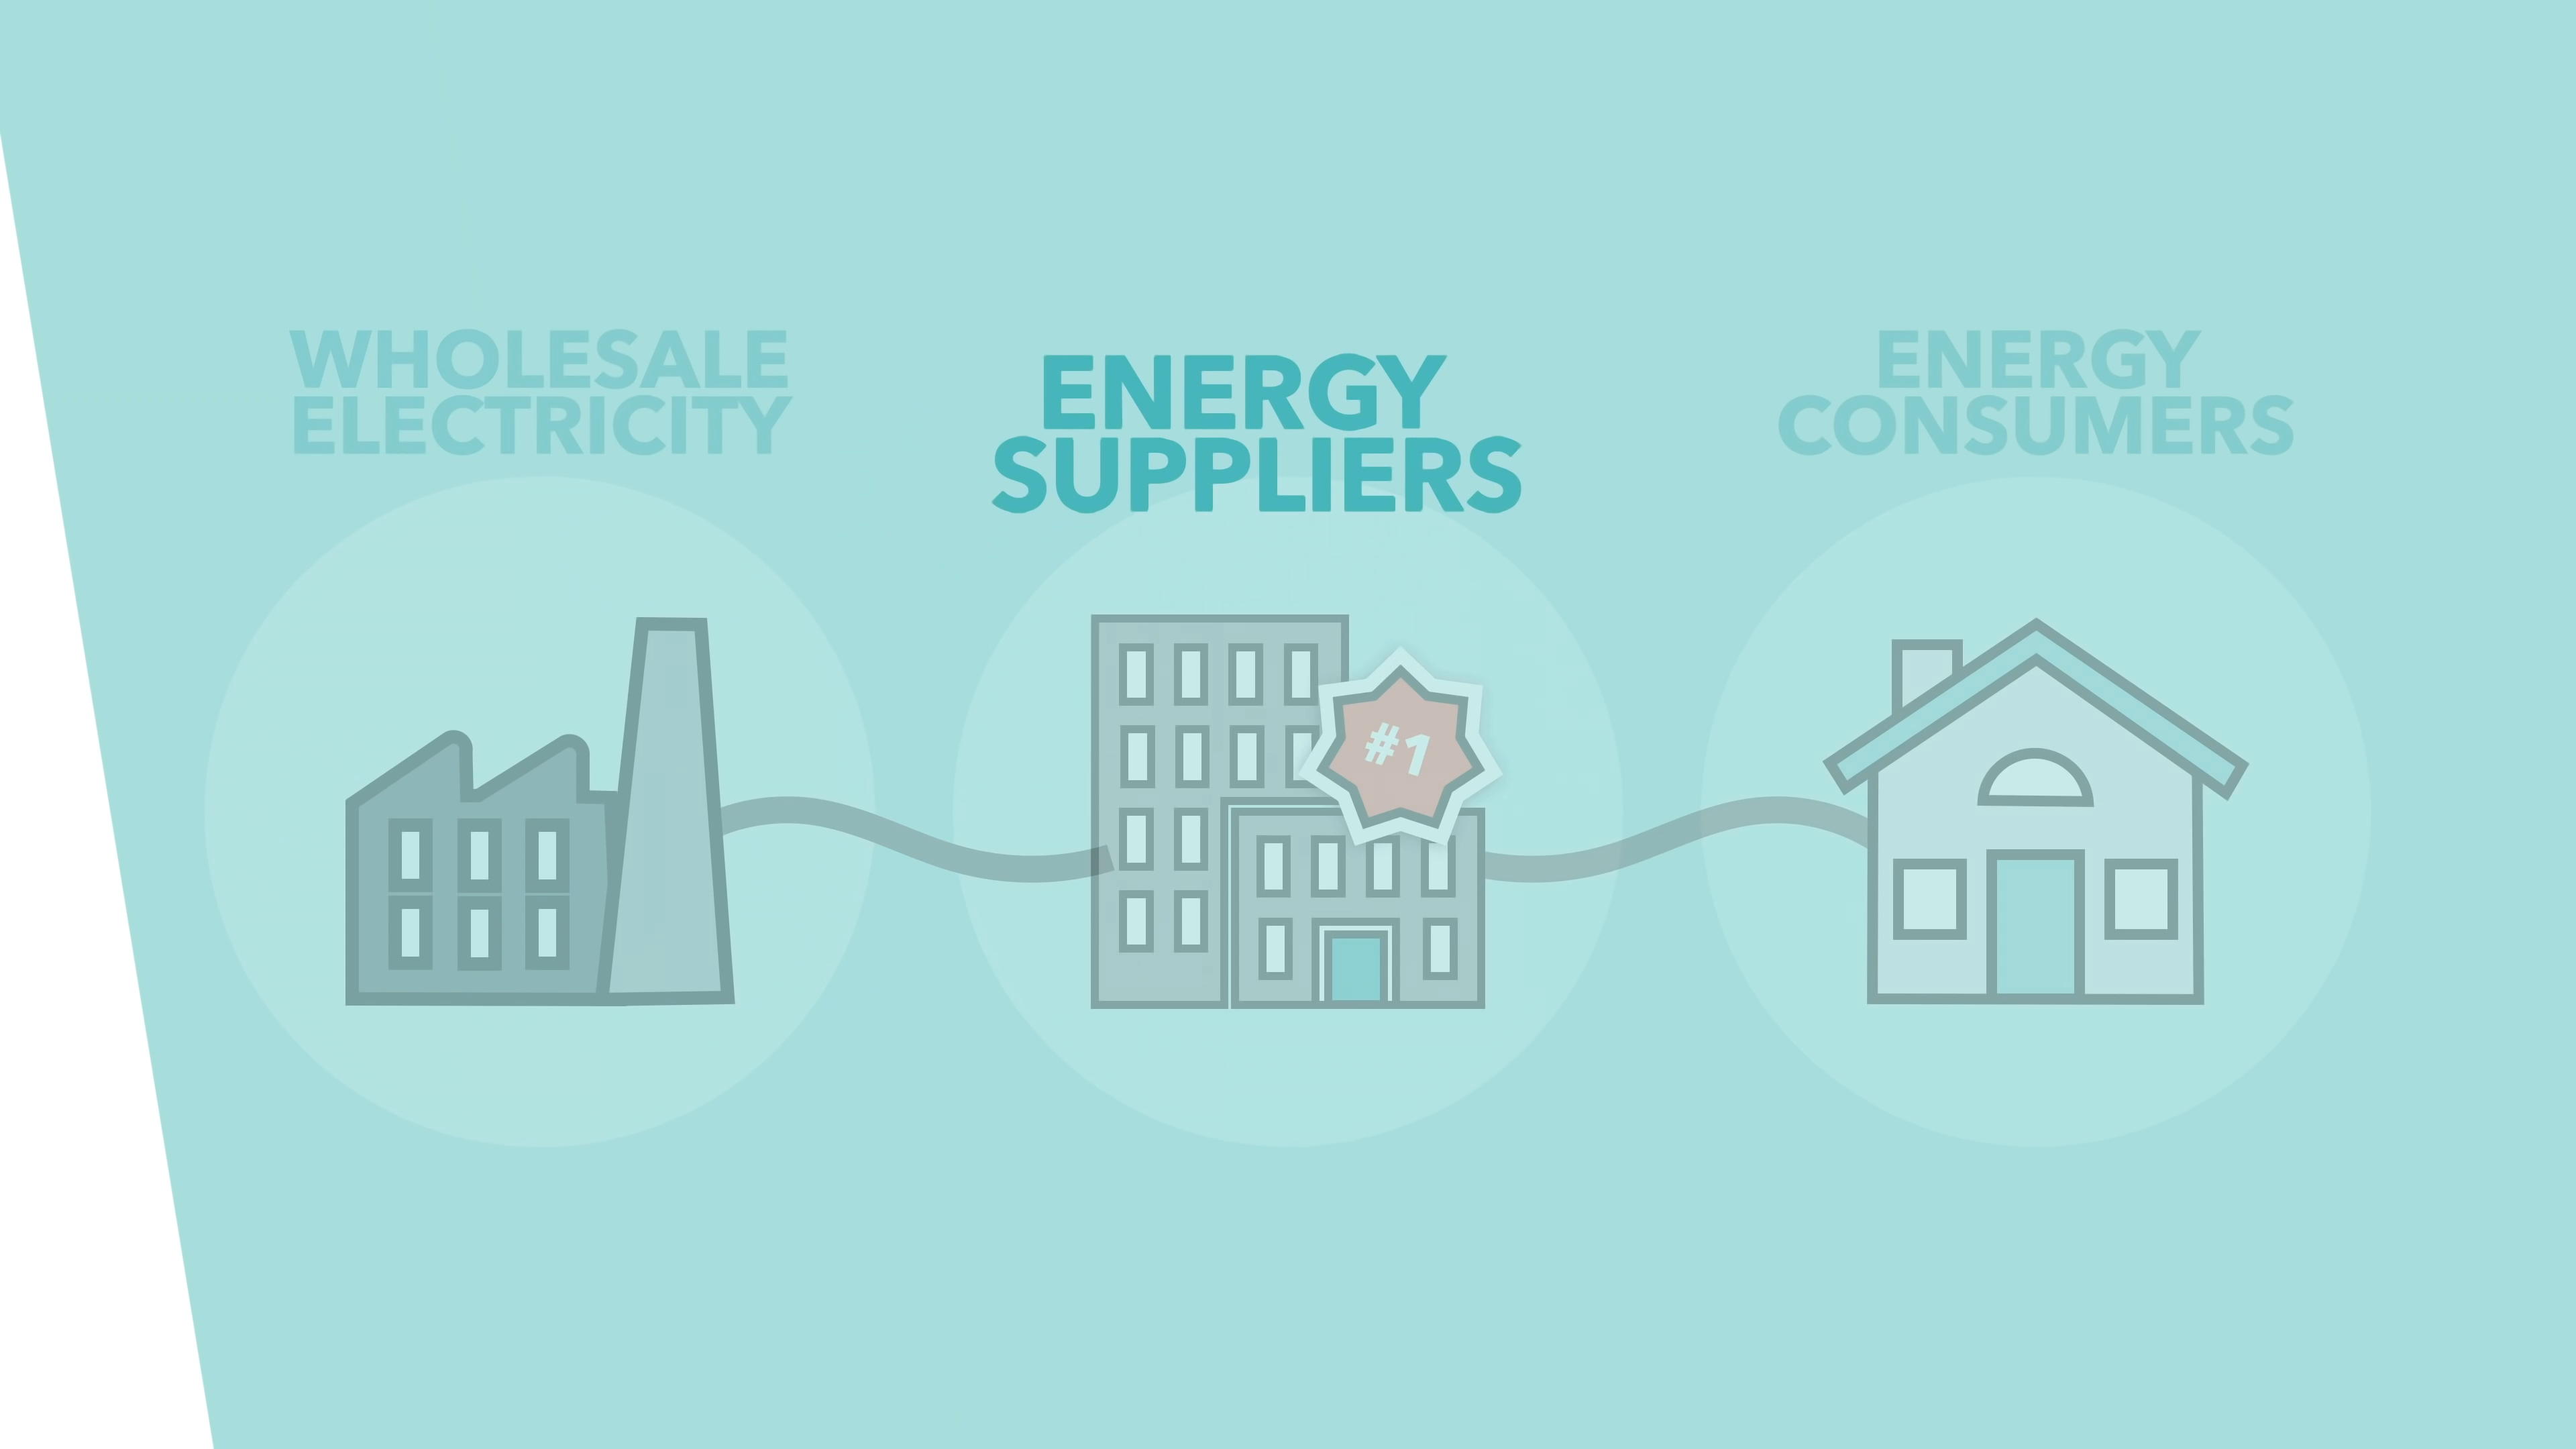 WHOLESALE
ELECTRICITY
ENERGY
SUPPLIERS
#1
ENERGY
CONSUMERS